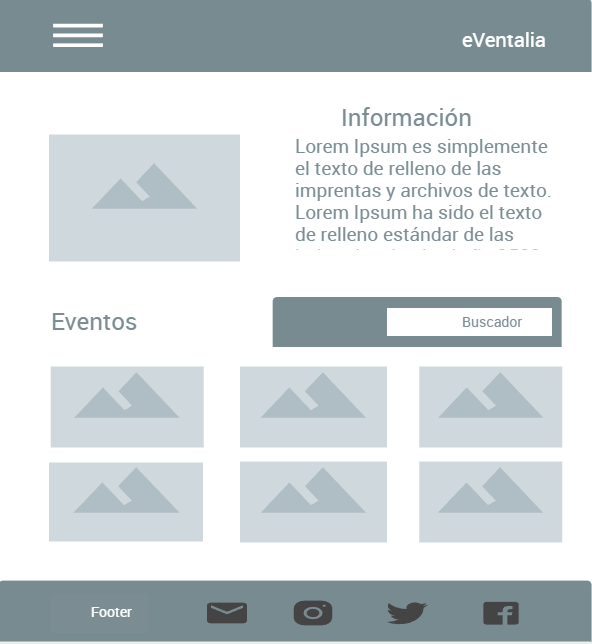 eVentalia
Información
Lorem Ipsum es simplemente
el texto de relleno de las
imprentas y archivos de texto.
Lorem Ipsum ha sido el texto
de relleno estándar de las
Eventos
Buscador
Footer